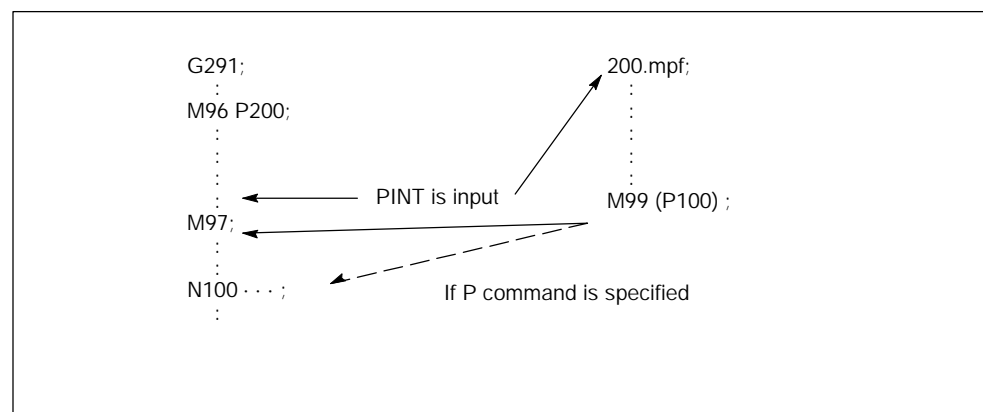 G291;
200.mpf;
M96 P200;
PINT is input
M99 (P100) ;
M97;
N100 · · · ;
If P command is specified